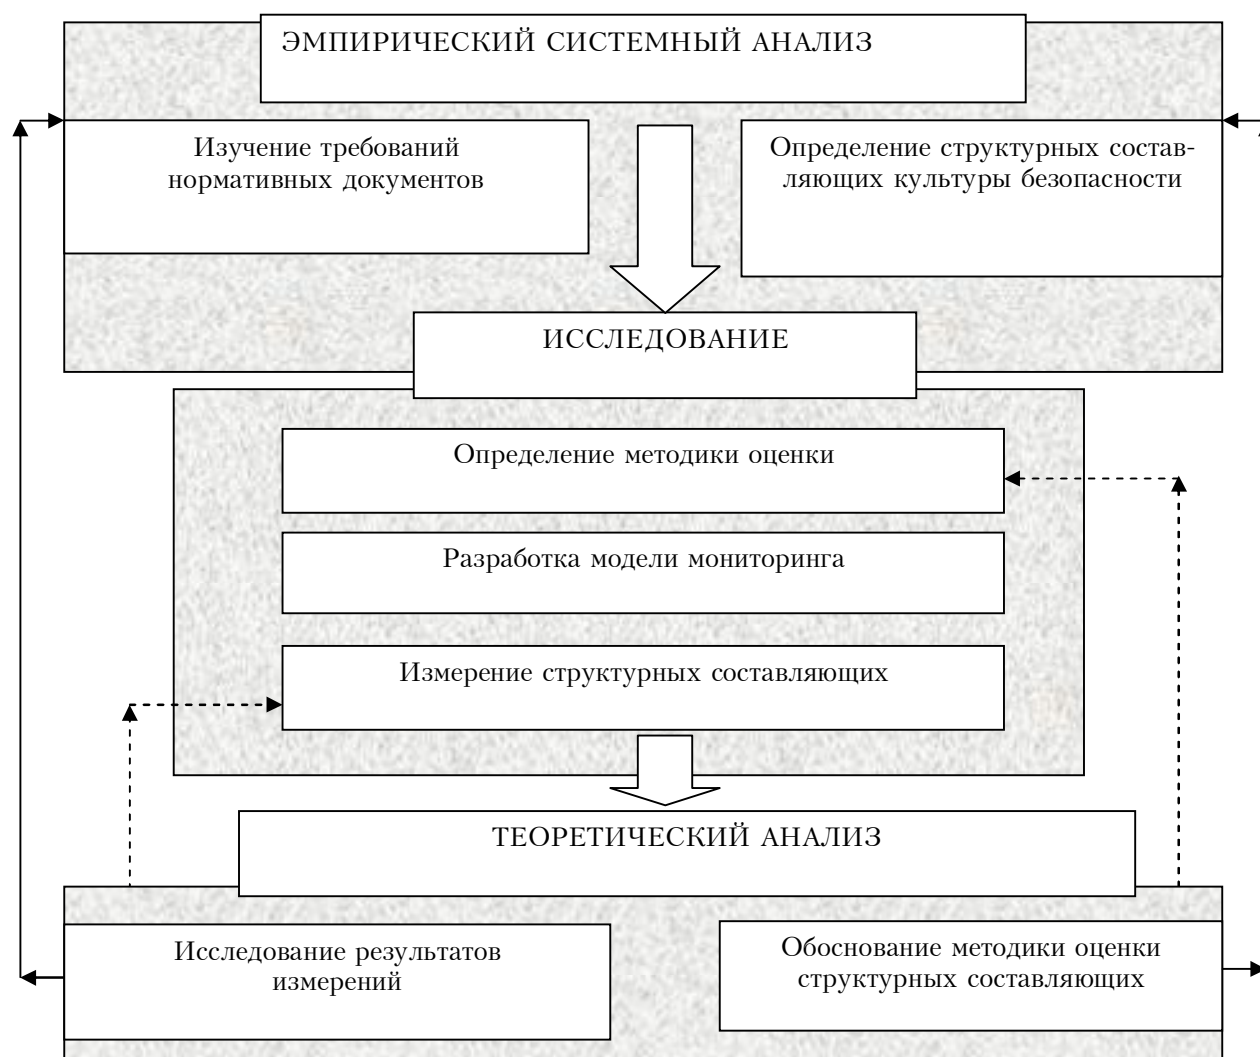 ЭМПИРИЧЕСКИЙ СИСТЕМНЫЙ АНАЛИЗ
Изучение требований
нормативных документов
Определение структурных состав-
ляющих культуры безопасности
ИССЛЕДОВАНИЕ
Определение методики оценки
Разработка модели мониторинга
Измерение структурных составляющих
ТЕОРЕТИЧЕСКИЙ АНАЛИЗ
Исследование результатов
измерений
Обоснование методики оценки
структурных составляющих